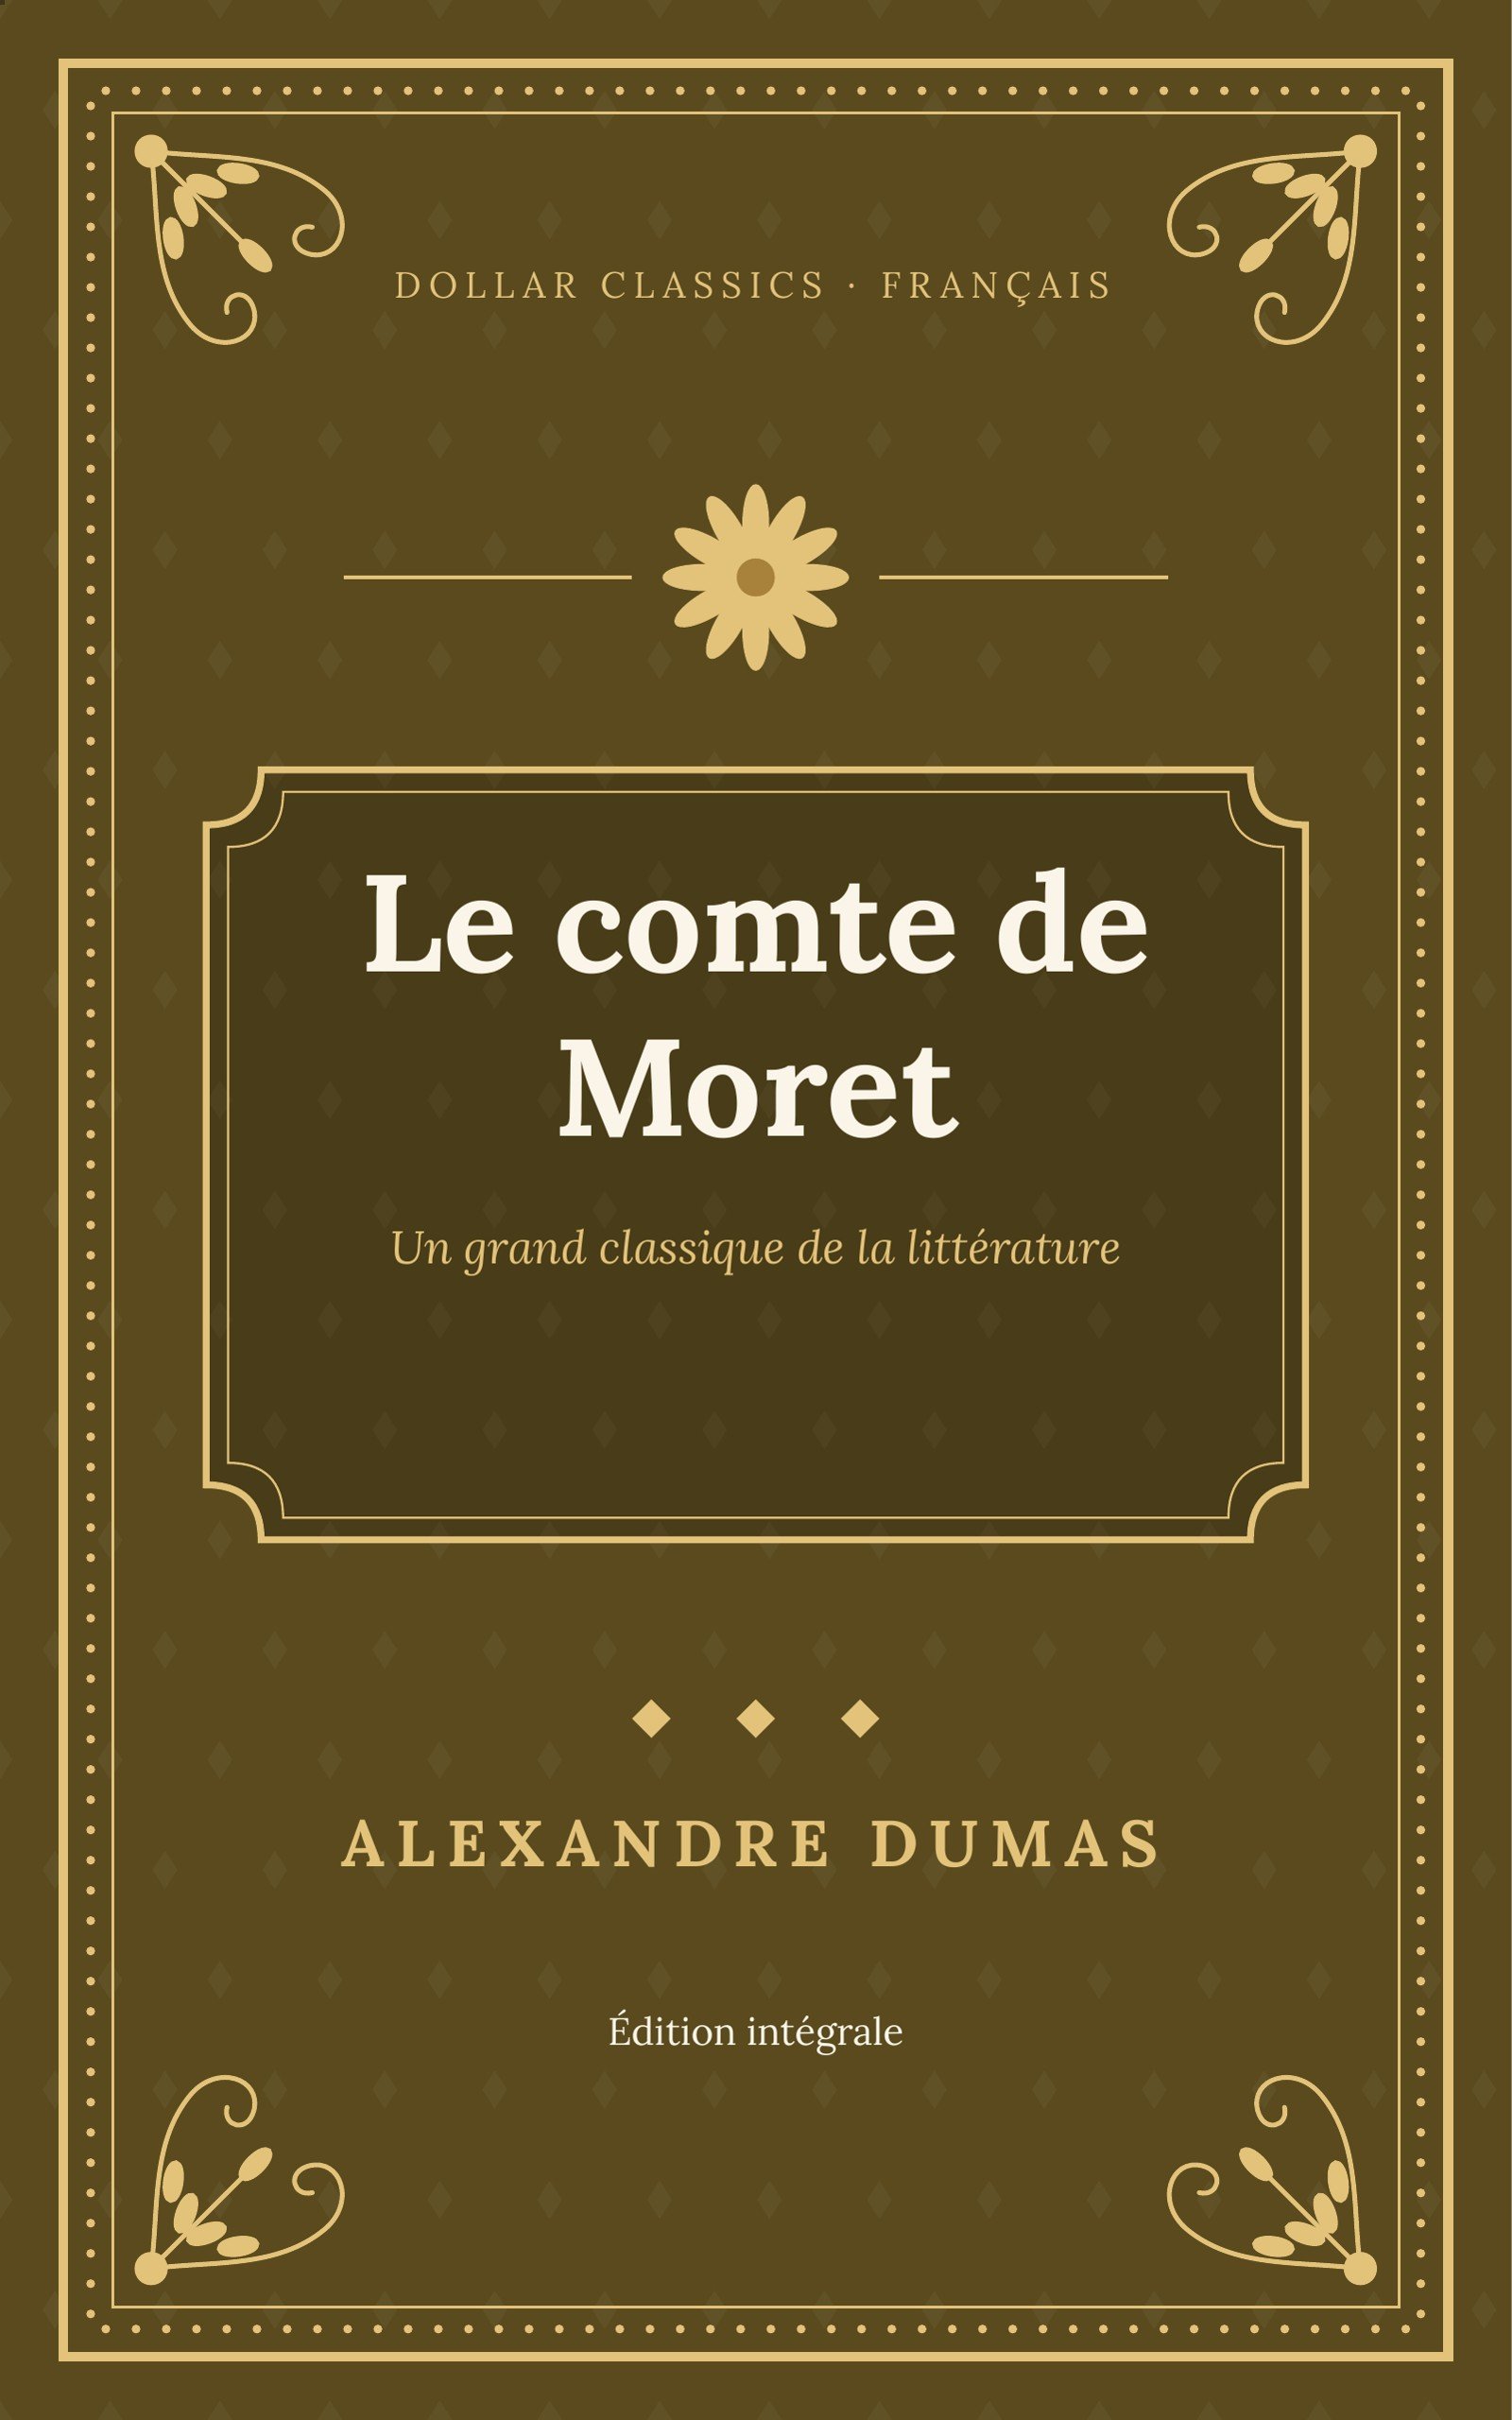 DOLLAR CLASSICS · FRANÇAIS
Le comte de
Moret
Un grand classique de la littérature
ALEXANDRE DUMAS
Édition intégrale